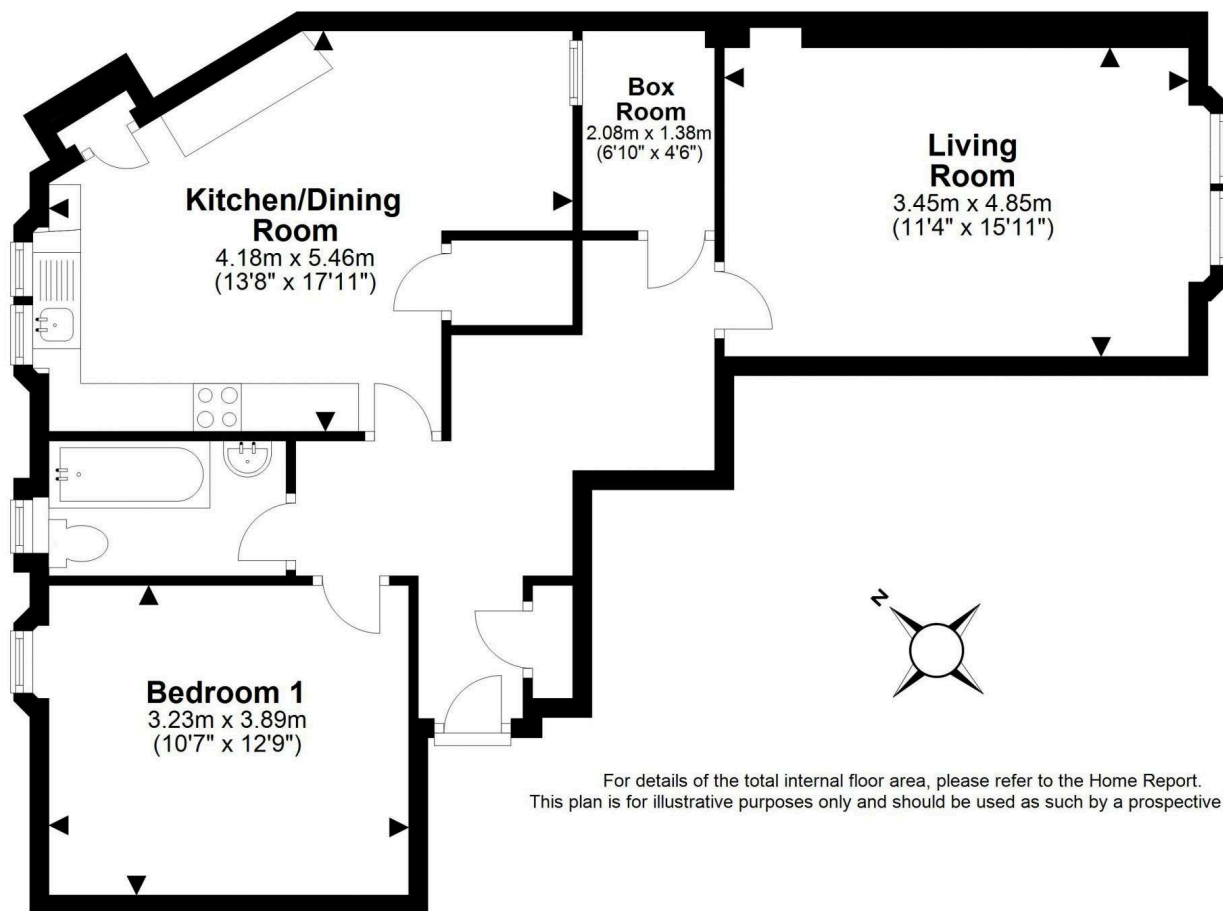 Box
Room
2.08m x 1.38m
(6'10" x 4'6")
Living
Room
3.45m x 4.85m
(11'4" x 15'11")
Kitchen/Dining
Room
4.18m x 5.46m
(13'8" x 17'11")
N
Bedroom 1
3.23m x 3.89m
(10'7" x 12'9")
For details of the total internal floor area, please refer to the Home Report.
This plan is for illustrative purposes only and should be used as such by a prospective